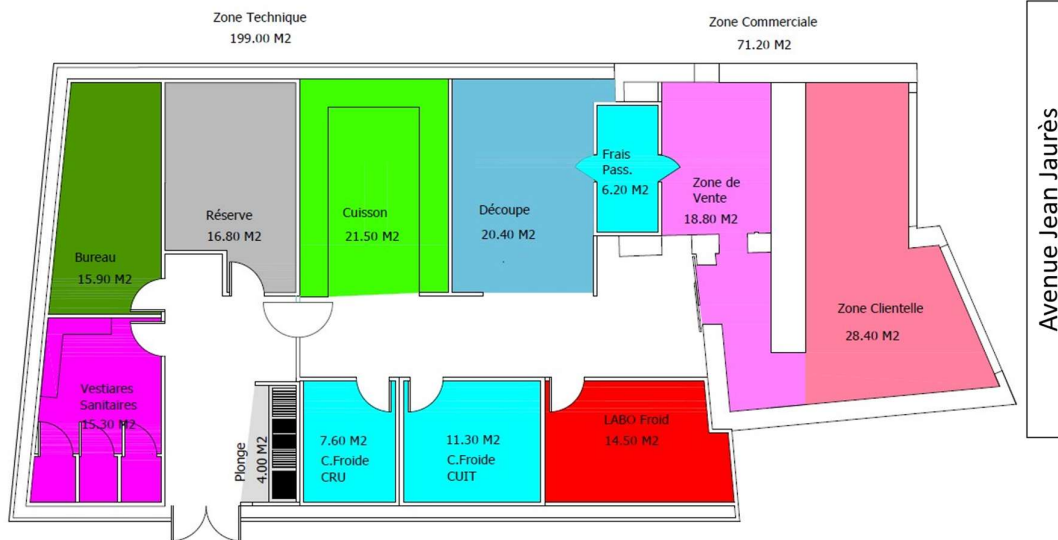 Zone Technique
199.00 M2
Zone Commerciale
71.20 M2
Avenue Jean Jaurès
Bureau
15.90 M2
Réserve
16.80 M2
Cuisson
21.50 M2
Découpe
20.40 M2
Frais
Pass.
6.20 M2
Zone de
Vente
18.80 M2
Zone Clientelle
28.40 M2
Vestiares
Sanitaires
15.30 M2
Plonge
4.00 M2
7.60 M2
C.Froide
CRU
11.30 M2
C.Froide
CUIT
LABO Froid
14.50 M2